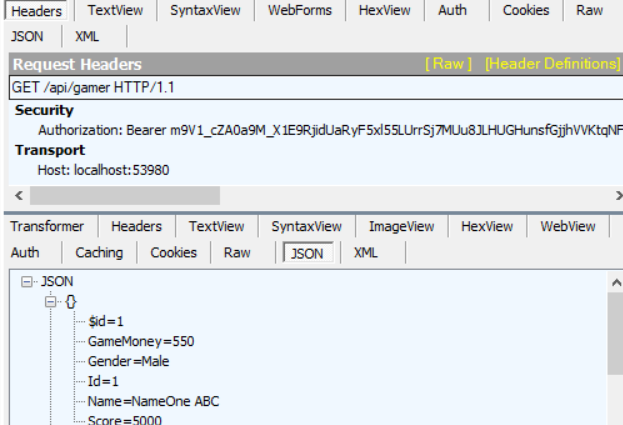 Headers TextView SyntaxView WebForms HexView Auth Cookies Raw
JSON XML
Request Headers [ Raw ] [Header Definitions]
GET /api/gamer HTTP/1.1
Security
Authorization: Bearer m9V1_cZA0a9M_X1E9RjidUaRyF5xl55LUrrSj7MUu8JLHUGHunsfGjjhVVKtqNF
Transport
Host: localhost:53980
Transformer Headers TextView SyntaxView ImageView HexView WebView
Auth Caching Cookies Raw JSON XML
JSON
{}
$id=1
GameMoney=550
Gender=Male
Id=1
Name=NameOne ABC
Score=5000